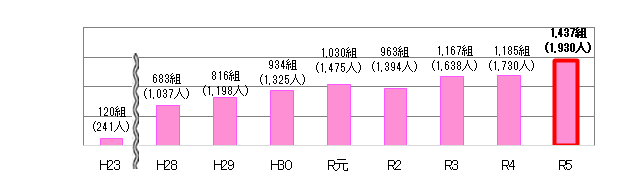 1,437組
(1,930人)
1,030組
(1,475人)
963組
(1,394人)
1,167組
(1,638人)
1,185組
(1,730人)
934組
(1,325人)
816組
(1,198人)
683組
(1,037人)
120組
(241人)
H23 H28 H29 H30 R元 R2 R3 R4 R5